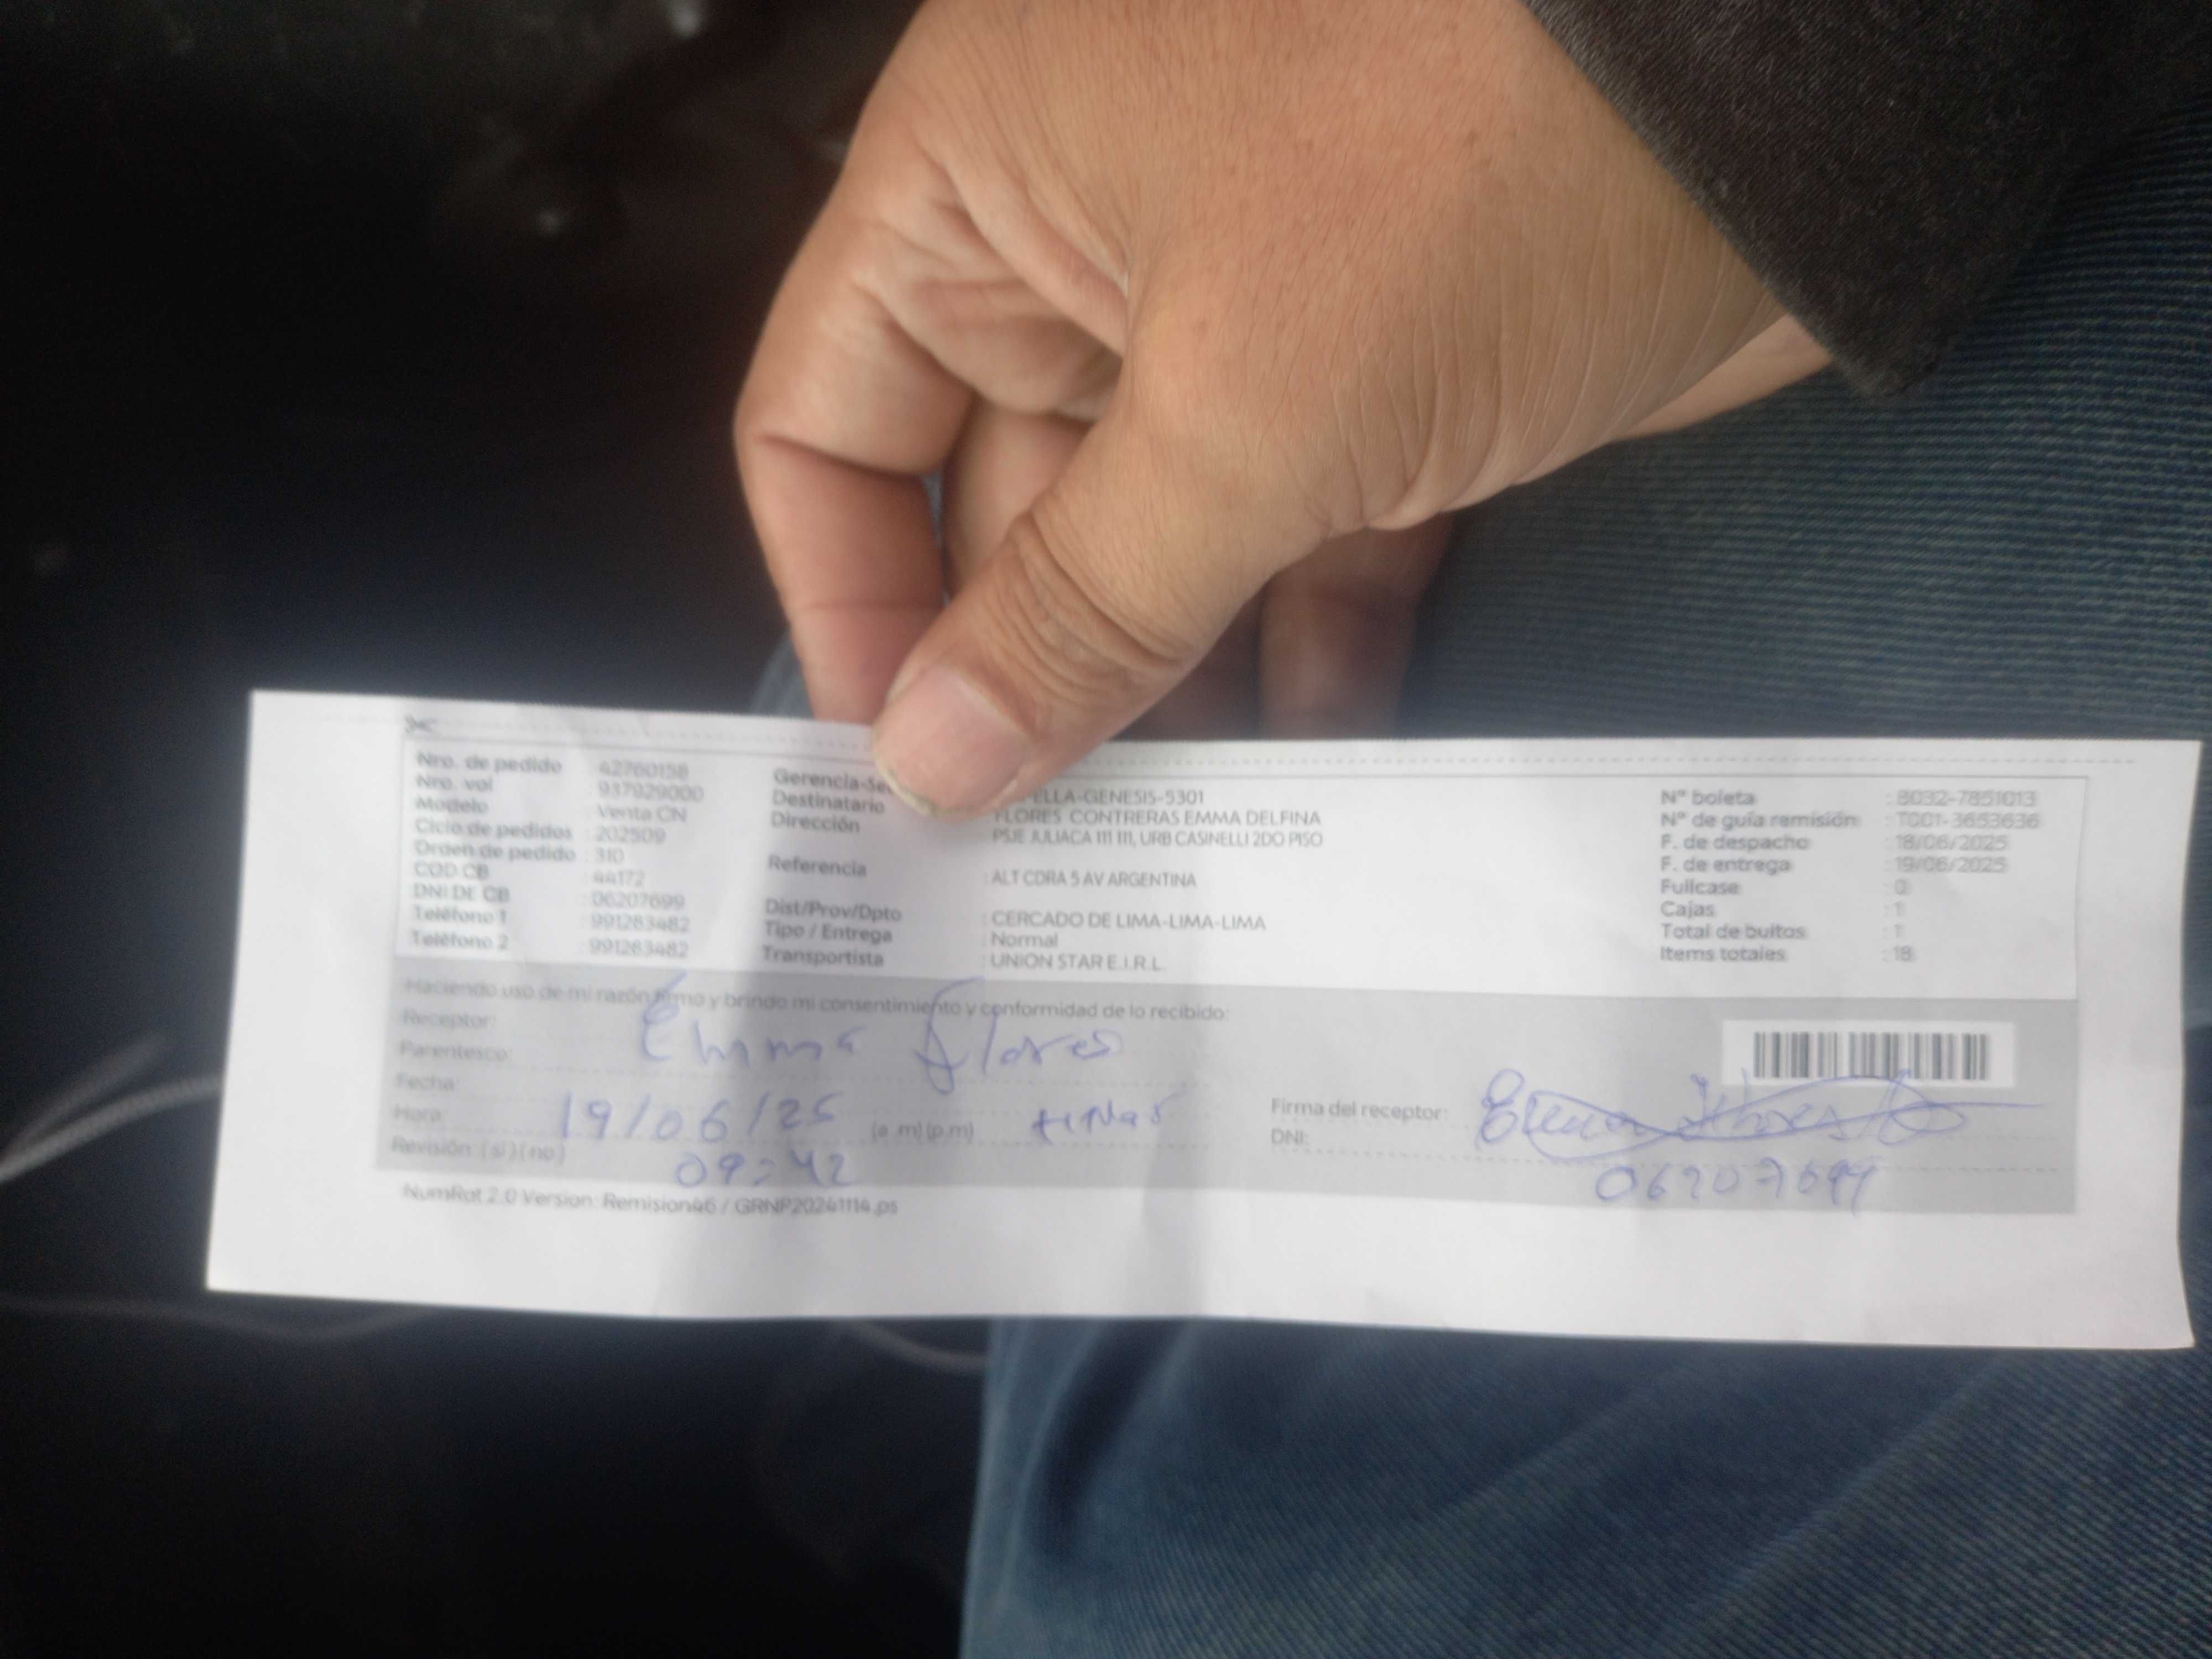 Nro. de pedido : 42760158
Nro. vol : 937929000
Modelo : Venta CN
Ciclo de pedidos : 202509
Orden de pedido : 310
COD CB : 44172
DNI DE CB : 06207699
Teléfono 1 : 991263482
Teléfono 2 : 991263482
Gerencia-Se ELLA-GENESIS-5301
Destinatario FLORES CONTRERAS EMMA DELFINA
Dirección PSJE JULIACA 111 111, URB CASINELLI 2DO PISO
Referencia : ALT CDRA 5 AV ARGENTINA
Dist/Prov/Dpto : CERCADO DE LIMA-LIMA-LIMA
Tipo / Entrega : Normal
Transportista : UNION STAR E.I.R.L.
N° boleta : B032-7851013
N° de guía remisión : T001-3653636
F. de despacho : 18/06/2025
F. de entrega : 19/06/2025
Fullcase : 0
Cajas : 1
Total de bultos : 1
Items totales : 18
Haciendo uso de mi razón firmo y brindo mi consentimiento y conformidad de lo recibido:
Receptor: Emma Flores
Parentesco:
Fecha: 19/06/25
Hora: 09:42 (a.m)(p.m)
Revisión: (si)(no)
Firma del receptor:
DNI: 06207699
NumRot 2.0 Version: Remision46 / GRNP20241114.ps